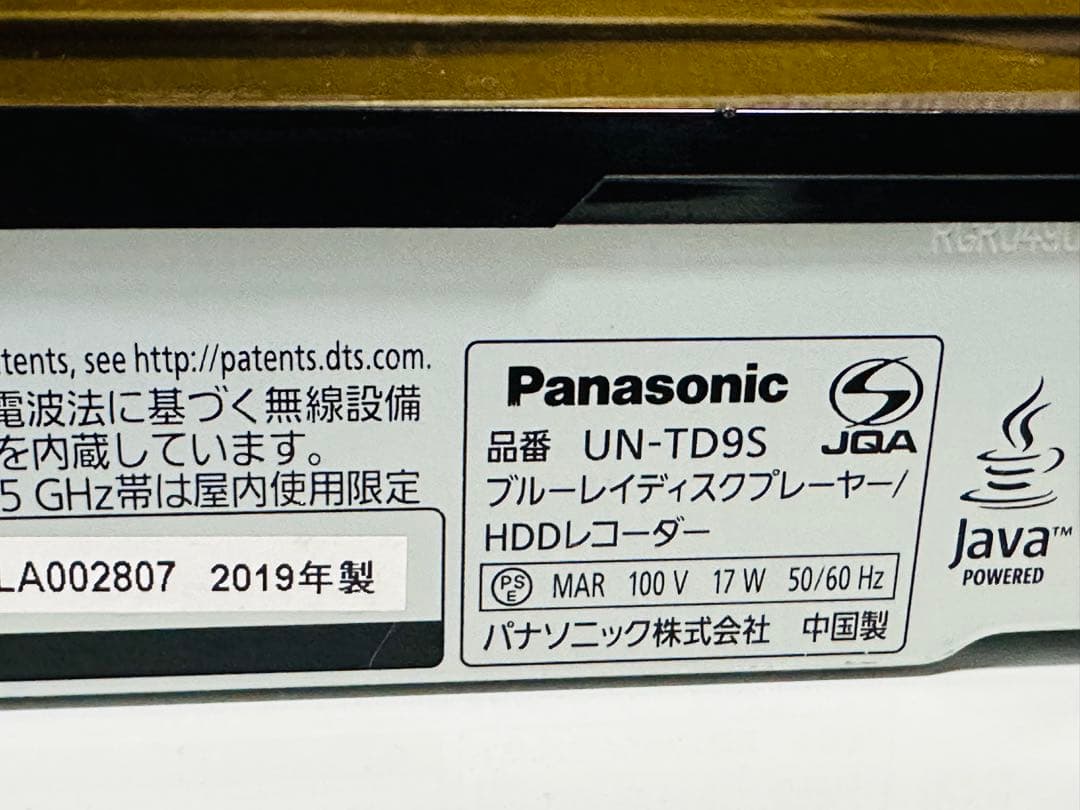 tents, see http://patents.dts.com.
電波法に基づく無線設備
を内蔵しています。
5 GHz帯は屋内使用限定
LA002807 2019年製
Panasonic
JQA
品番 UN-TD9S
ブルーレイディスクプレーヤー/
HDDレコーダー
PSE MAR 100 V 17 W 50/60 Hz
パナソニック株式会社 中国製
Java™
POWERED